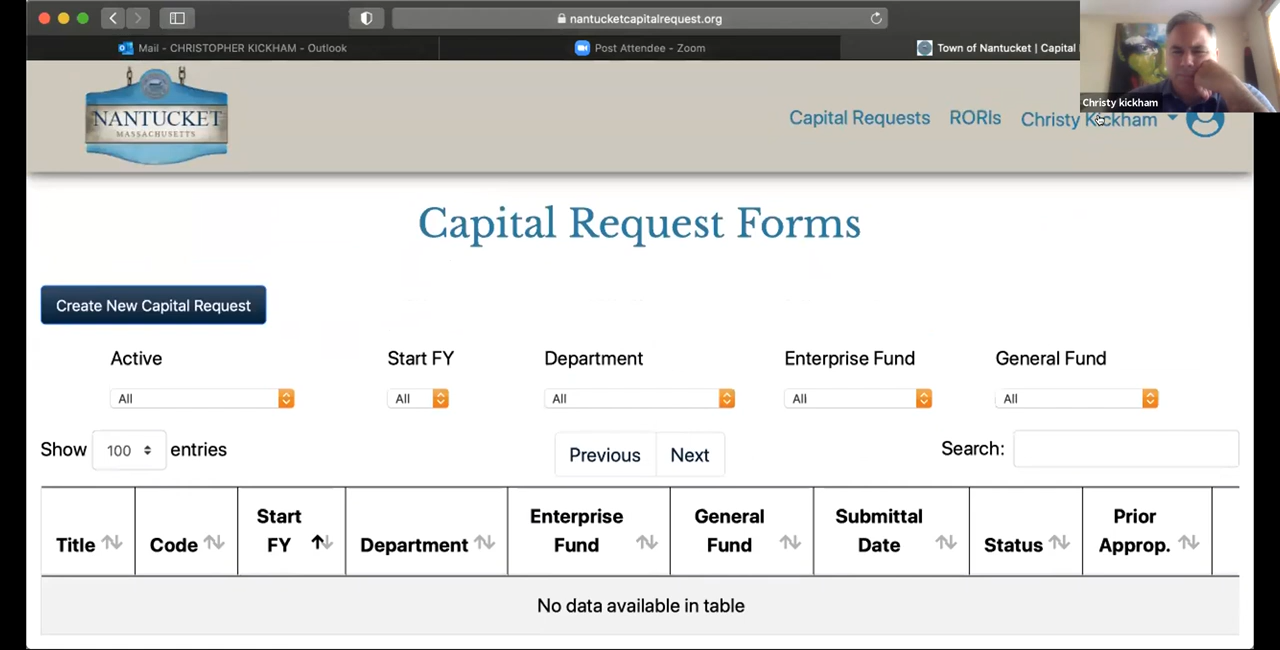 nantucketcapitalrequest.org
Mail - CHRISTOPHER KICKHAM - Outlook
Post Attendee - Zoom
Town of Nantucket | Capital
Christy kickham
NANTUCKET
MASSACHUSETTS
Capital Requests
RORIs
Christy Kickham
Capital Request Forms
Create New Capital Request
Active
Start FY
Department
Enterprise Fund
General Fund
All
All
All
All
All
Show 100 entries
Previous
Next
Search:
Title
Code
Start FY
Department
Enterprise Fund
General Fund
Submittal Date
Status
Prior Approp.
No data available in table